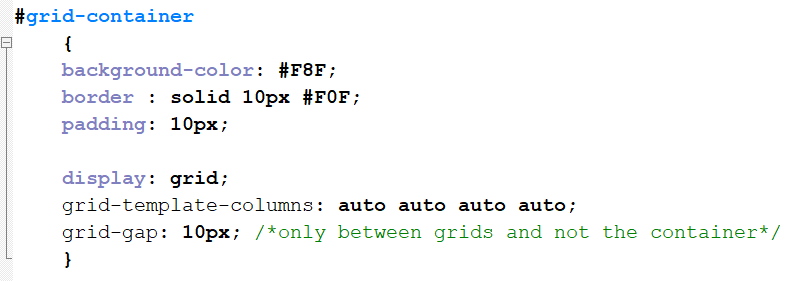 #grid-container
{
background-color: #F8F;
border : solid 10px #F0F;
padding: 10px;
display: grid;
grid-template-columns: auto auto auto auto;
grid-gap: 10px; /*only between grids and not the container*/
}